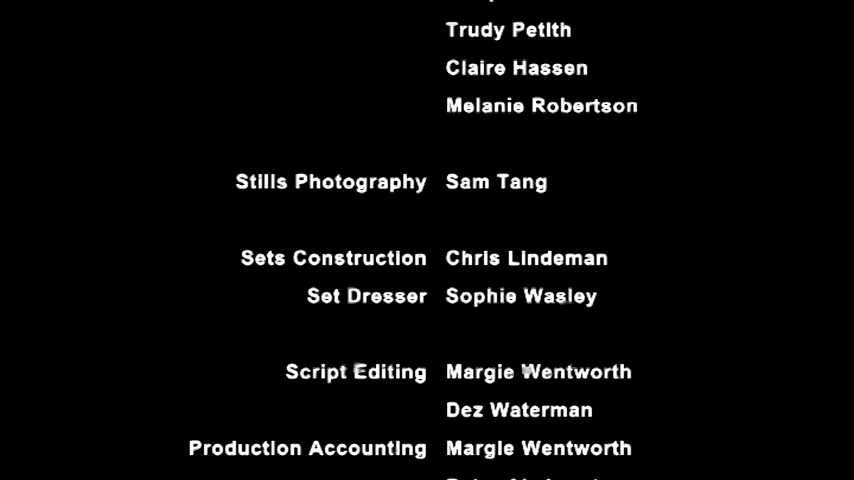 Trudy Petith
Claire Hassen
Melanie Robertson
Stills Photography Sam Tang
Sets Construction Chris Lindeman
Set Dresser Sophie Wasley
Script Editing Margie Wentworth
Dez Waterman
Production Accounting Margie Wentworth